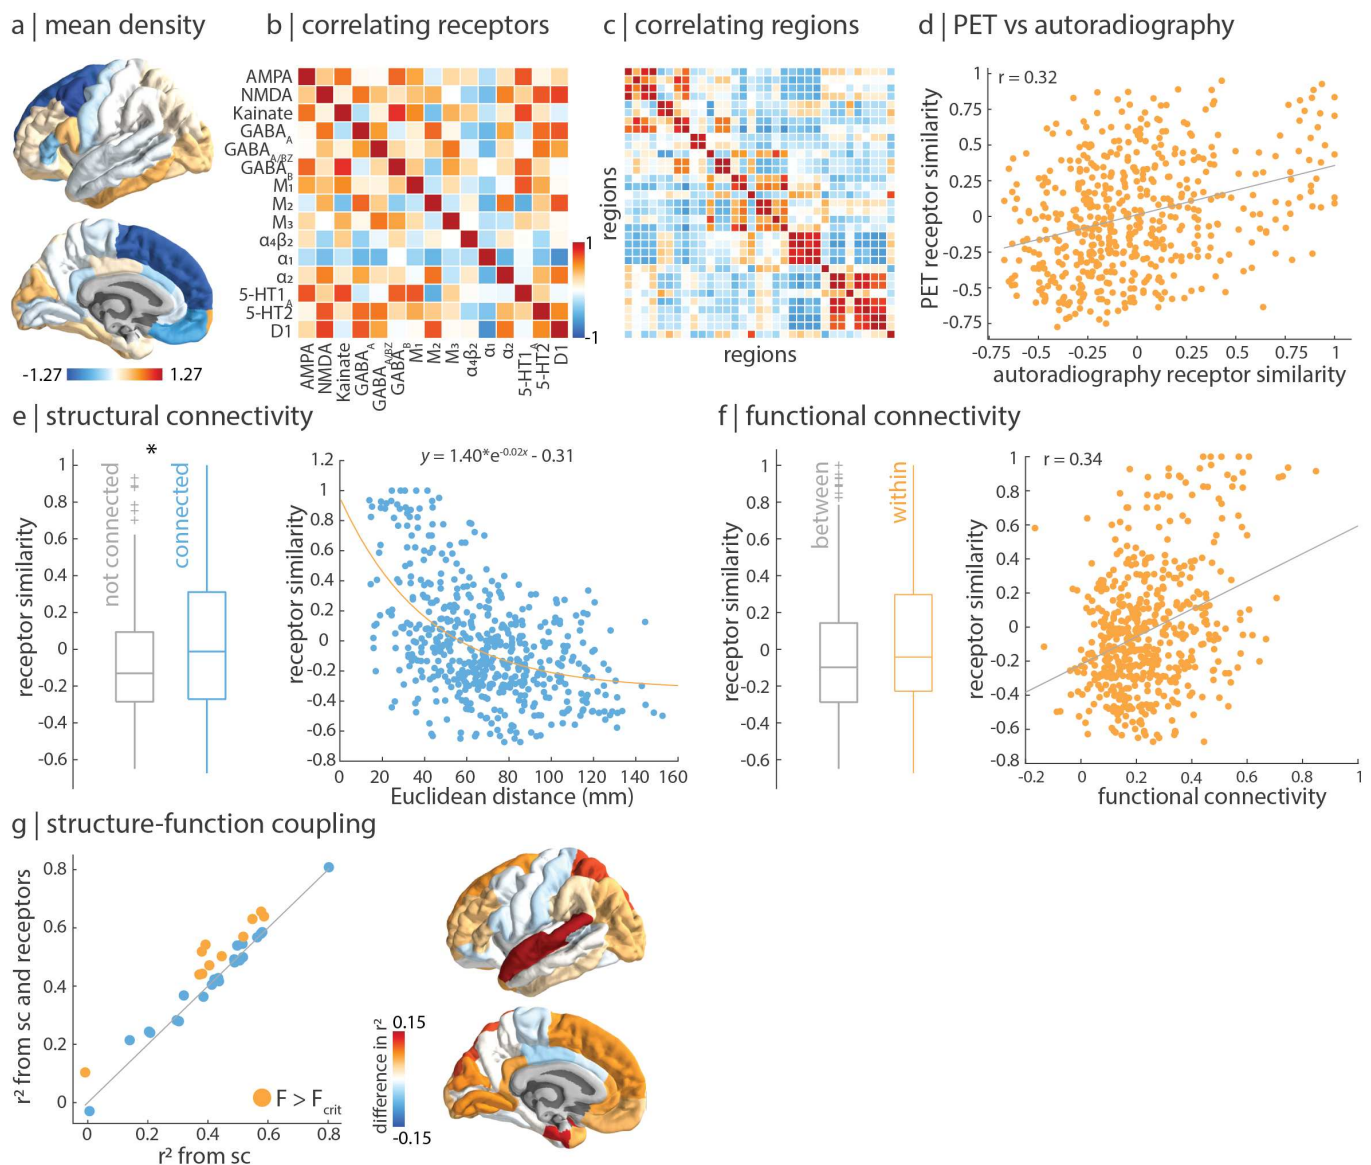 a | mean density
-1.27 1.27
b | correlating receptors
AMPA
NMDA
Kainate
GABA A
GABA A/BZ
GABA B
M₁
M₂
M₃
α₄β₂
α₁
α₂
5-HT1 A
5-HT2
D1
AMPA
NMDA
Kainate
GABA A
GABA A/BZ
GABA B
M₁
M₂
M₃
α₄β₂
α₁
α₂
5-HT1 A
5-HT2
D1
1
-1
c | correlating regions
regions
regions
d | PET vs autoradiography
r = 0.32
PET receptor similarity
1
0.75
0.5
0.25
0
-0.25
-0.5
-0.75
-0.75 -0.5 -0.25 0 0.25 0.5 0.75 1
autoradiography receptor similarity
e | structural connectivity
*
not connected
connected
receptor similarity
1
0.8
0.6
0.4
0.2
0
-0.2
-0.4
-0.6
y = 1.40*e-0.02x - 0.31
receptor similarity
1.2
1
0.8
0.6
0.4
0.2
0
-0.2
-0.4
-0.6
-0.8
0 20 40 60 80 100 120 140 160
Euclidean distance (mm)
f | functional connectivity
between
within
receptor similarity
1
0.8
0.6
0.4
0.2
0
-0.2
-0.4
-0.6
r = 0.34
receptor similarity
1
0.8
0.6
0.4
0.2
0
-0.2
-0.4
-0.6
-0.8
-0.2 0 0.2 0.4 0.6 0.8 1
functional connectivity
g | structure-function coupling
r² from sc and receptors
0.8
0.6
0.4
0.2
0
F > Fcrit
0 0.2 0.4 0.6 0.8
r² from sc
difference in r²
0.15
-0.15